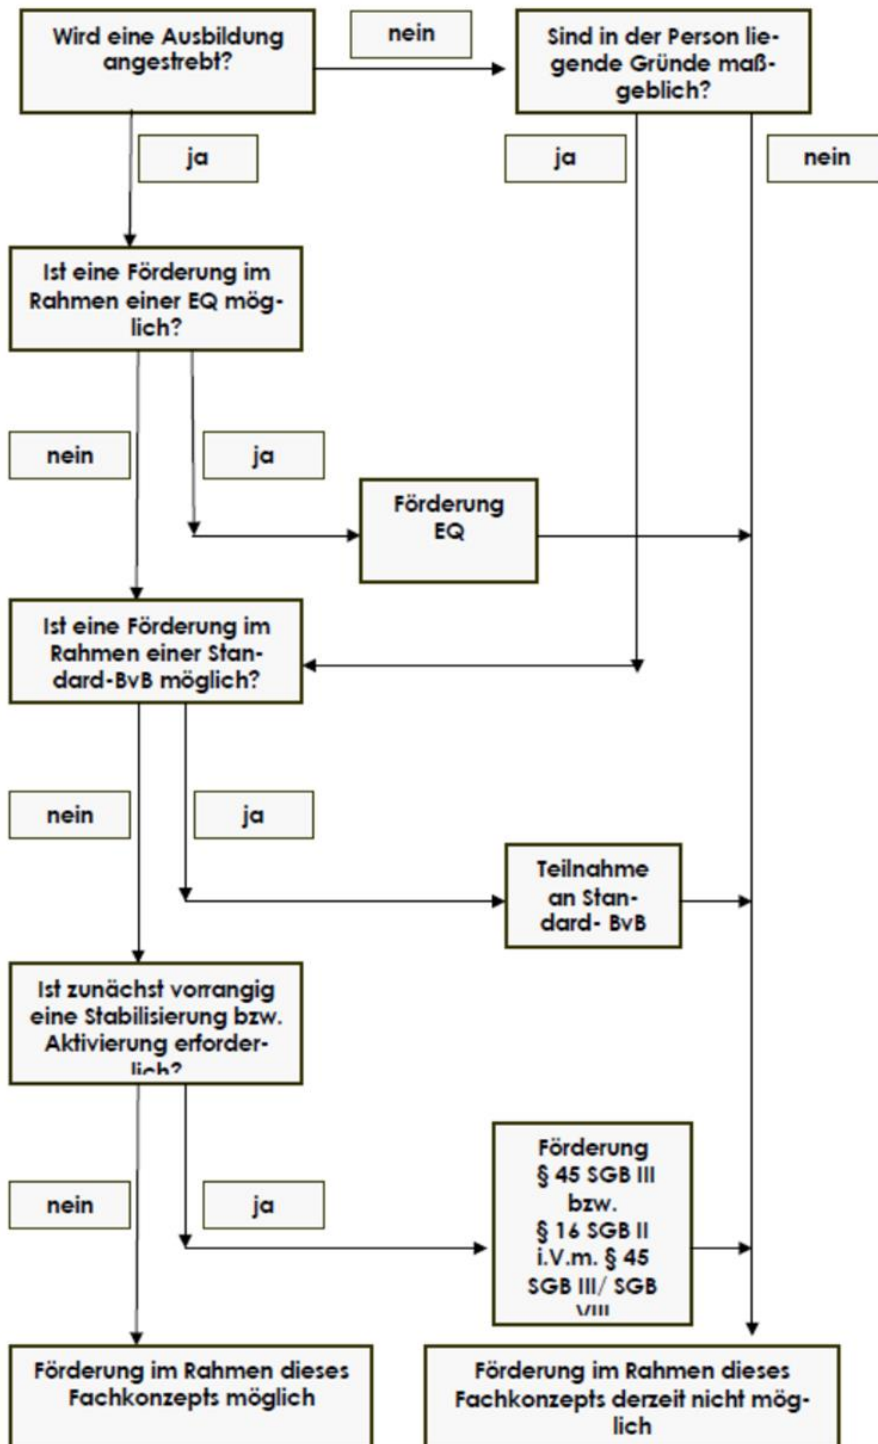 Wird eine Ausbildung
angestrebt?
nein
Sind in der Person lie-
gende Gründe maß-
geblich?
ja
ja
nein
Ist eine Förderung im
Rahmen einer EQ mög-
lich?
nein
ja
Förderung
EQ
Ist eine Förderung im
Rahmen einer Stan-
dard-BvB möglich?
nein
ja
Teilnahme
an Stan-
dard- BvB
Ist zunächst vorrangig
eine Stabilisierung bzw.
Aktivierung erforder-
lich?
nein
ja
Förderung
§ 45 SGB III
bzw.
§ 16 SGB II
i.V.m. § 45
SGB III/ SGB
VIII
Förderung im Rahmen dieses
Fachkonzepts möglich
Förderung im Rahmen dieses
Fachkonzepts derzeit nicht mög-
lich